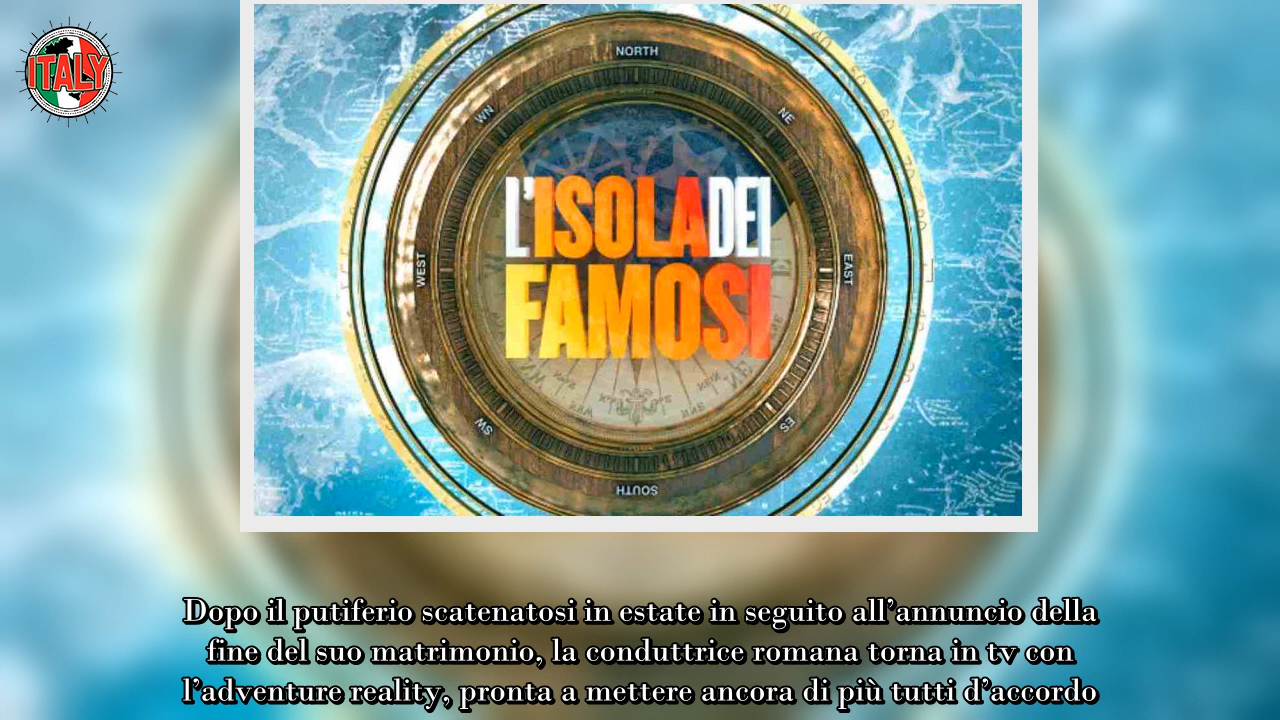 ITALY
NORTH
WN
NE
L'ISOLA DEI
FAMOSI
WEST
EAST
SW
ES
SOUTH
Dopo il putiferio scatenatosi in estate in seguito all'annuncio della
fine del suo matrimonio, la conduttrice romana torna in tv con
l'adventure reality, pronta a mettere ancora di più tutti d'accordo